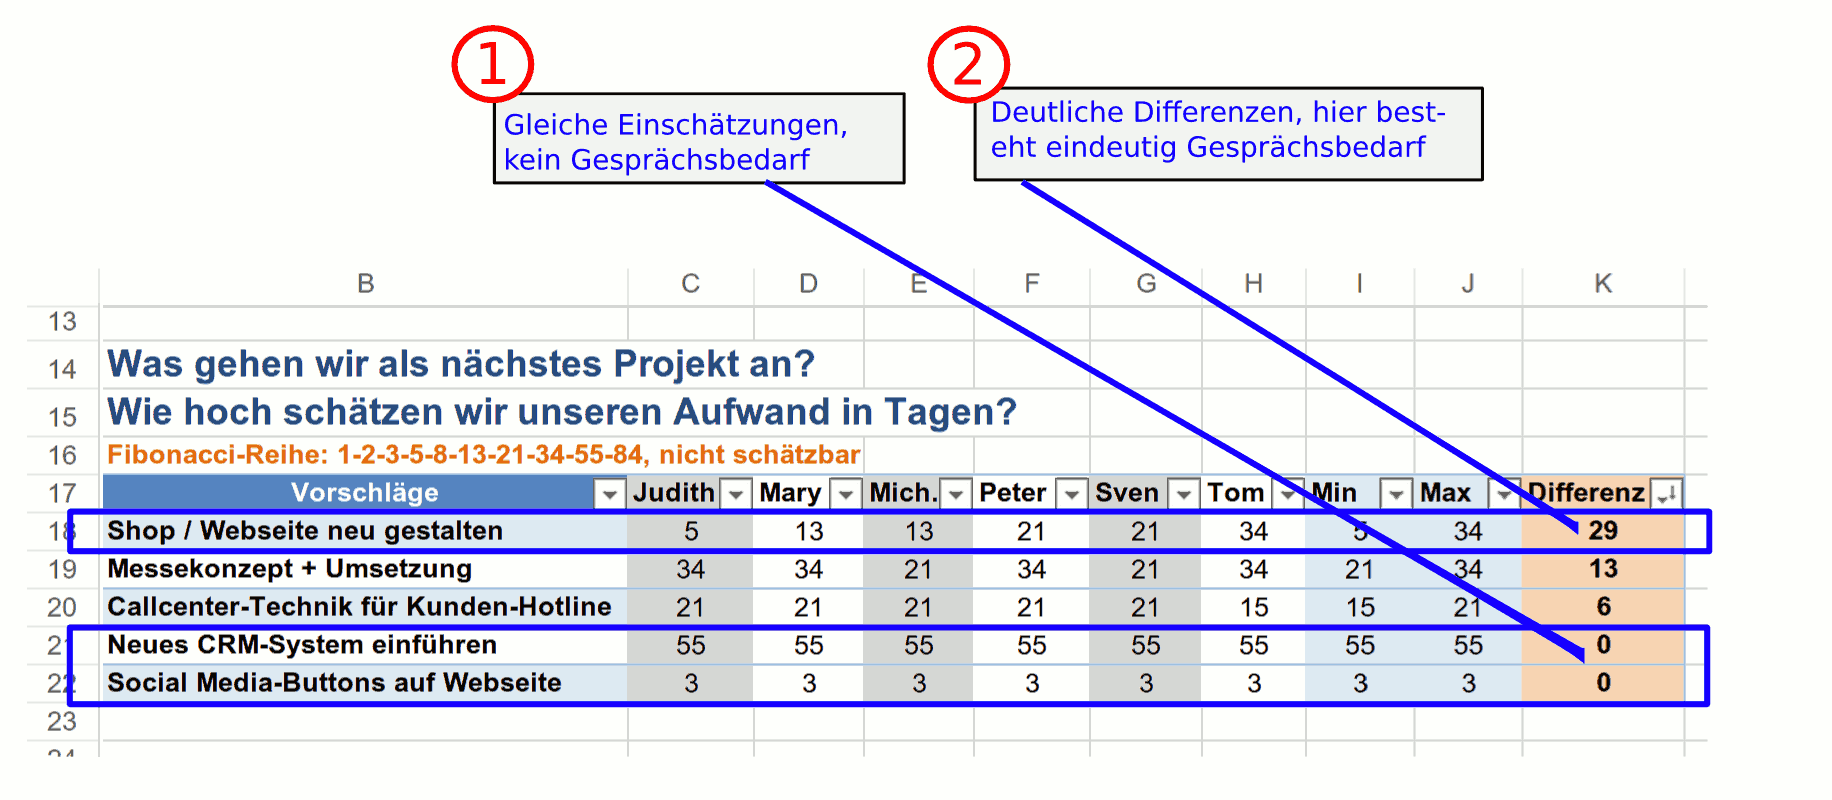 1
2
Gleiche Einschätzungen,
kein Gesprächsbedarf
Deutliche Differenzen, hier best-
eht eindeutig Gesprächsbedarf
B C D E F G H I J K
13
14 Was gehen wir als nächstes Projekt an?
15 Wie hoch schätzen wir unseren Aufwand in Tagen?
16 Fibonacci-Reihe: 1-2-3-5-8-13-21-34-55-84, nicht schätzbar
17 Vorschläge Judith Mary Mich. Peter Sven Tom Min Max Differenz
18 Shop / Webseite neu gestalten 5 13 13 21 21 34 5 34 29
19 Messekonzept + Umsetzung 34 34 21 34 21 34 21 34 13
20 Callcenter-Technik für Kunden-Hotline 21 21 21 21 21 15 15 21 6
21 Neues CRM-System einführen 55 55 55 55 55 55 55 55 0
22 Social Media-Buttons auf Webseite 3 3 3 3 3 3 3 3 0
23
24